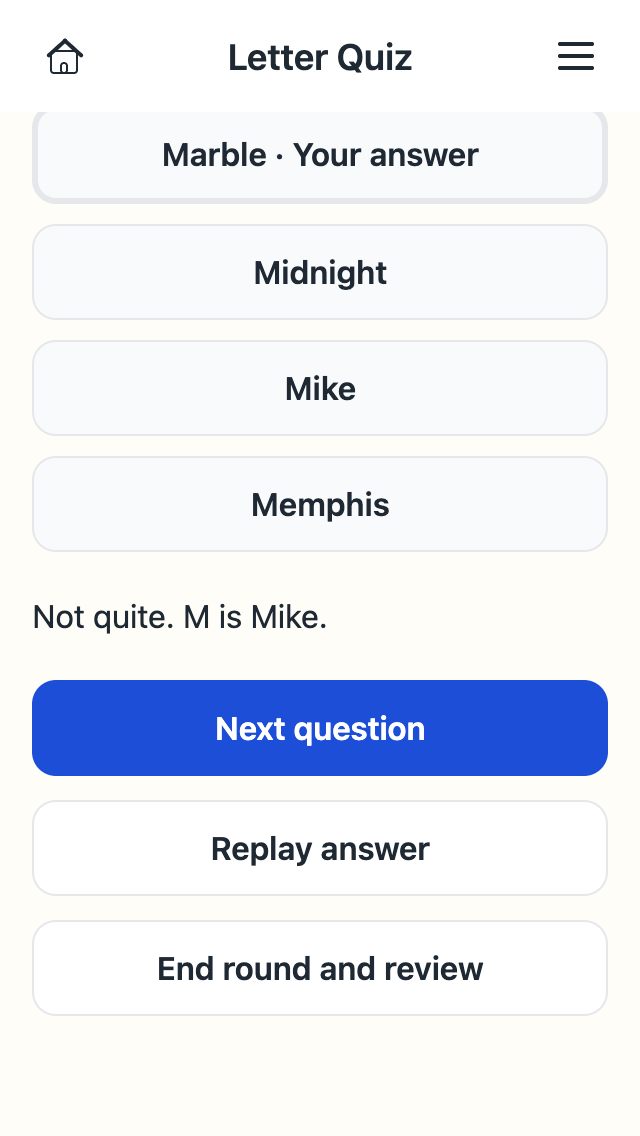 Letter Quiz
Marble · Your answer
Midnight
Mike
Memphis
Not quite. M is Mike.
Next question
Replay answer
End round and review